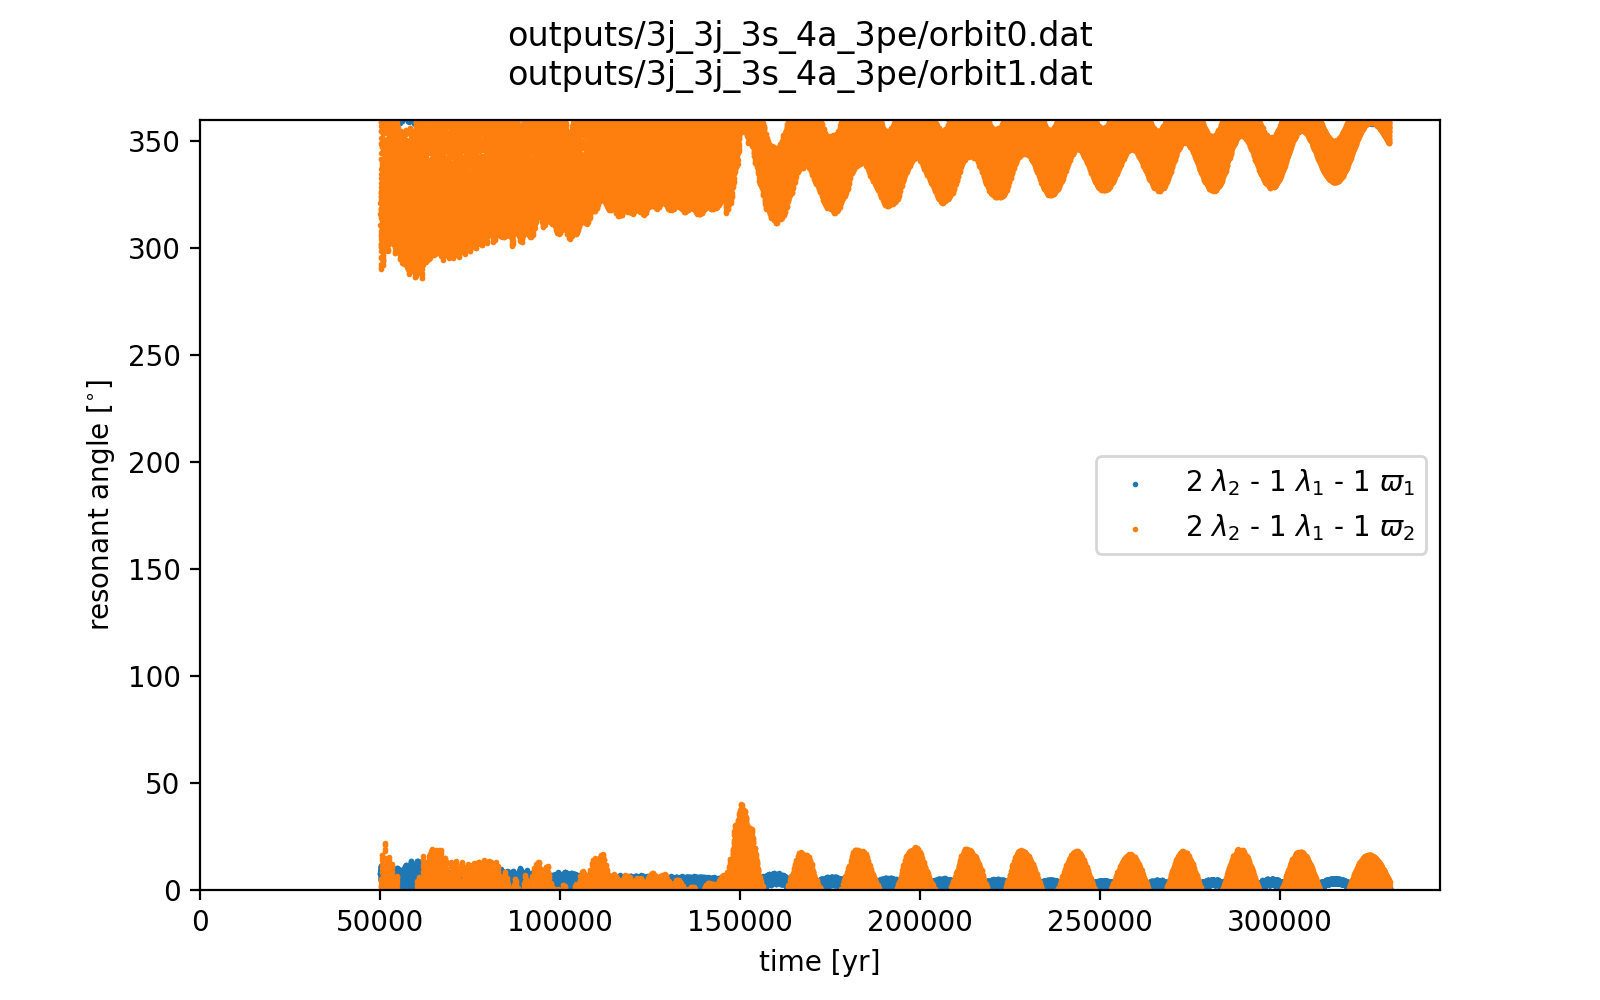 outputs/3j_3j_3s_4a_3pe/orbit0.dat
outputs/3j_3j_3s_4a_3pe/orbit1.dat
350
300
250
200
150
100
50
0
resonant angle [°]
2 λ₂ - 1 λ₁ - 1 ϖ₁
2 λ₂ - 1 λ₁ - 1 ϖ₂
0 50000 100000 150000 200000 250000 300000
time [yr]